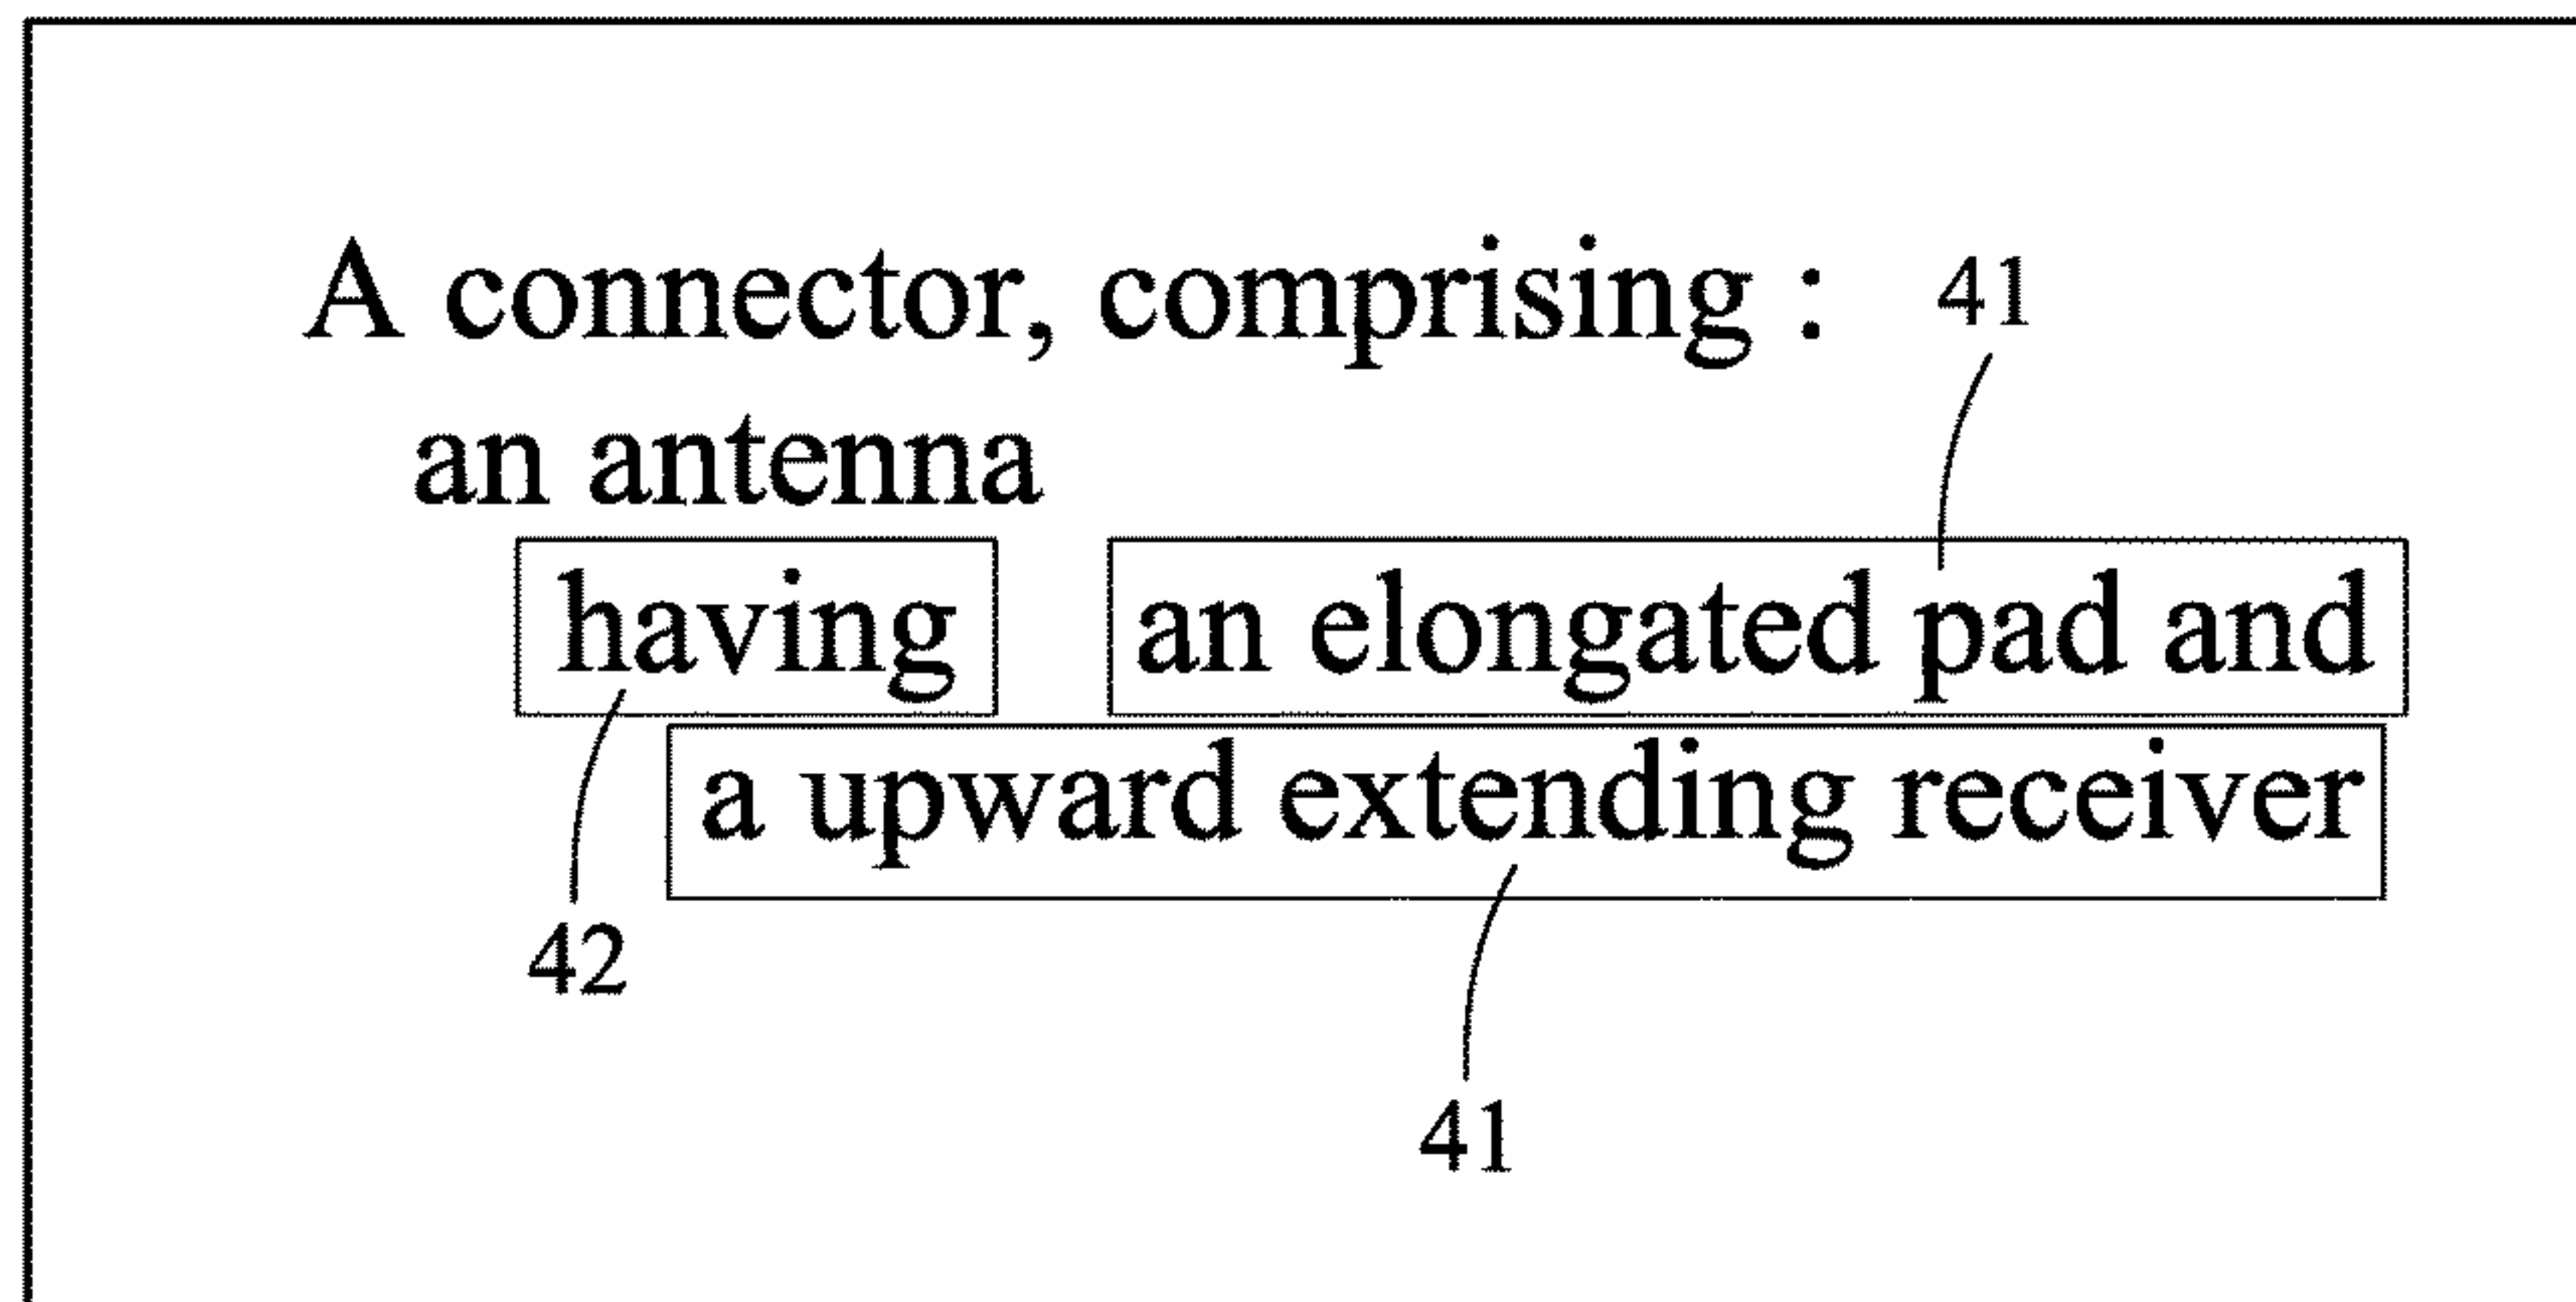 A connector, comprising : 41
an antenna
having an elongated pad and
a upward extending receiver
42
41